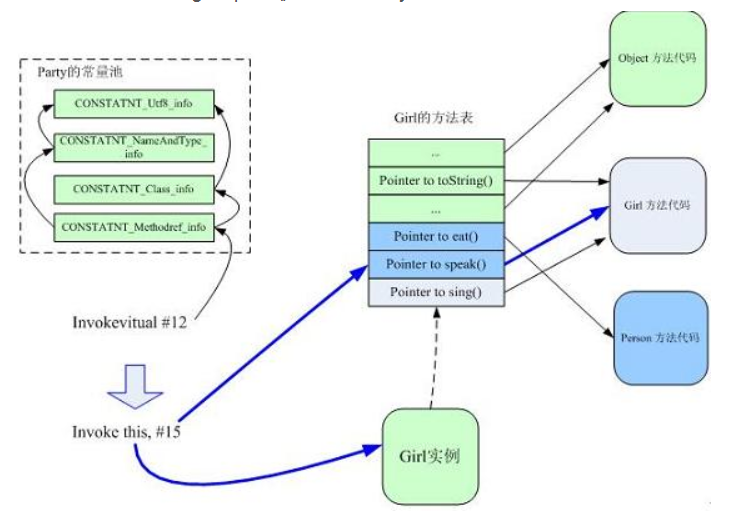 Party的常量池
CONSTATNT_Utf8_info
CONSTATNT_NameAndType_
info
CONSTATNT_Class_info
CONSTATNT_Methodref_info
Invokevitual #12
Invoke this, #15
Girl的方法表
...
Pointer to toString()
...
Pointer to eat()
Pointer to speak()
Pointer to sing()
Girl实例
Object 方法代码
Girl 方法代码
Person 方法代码